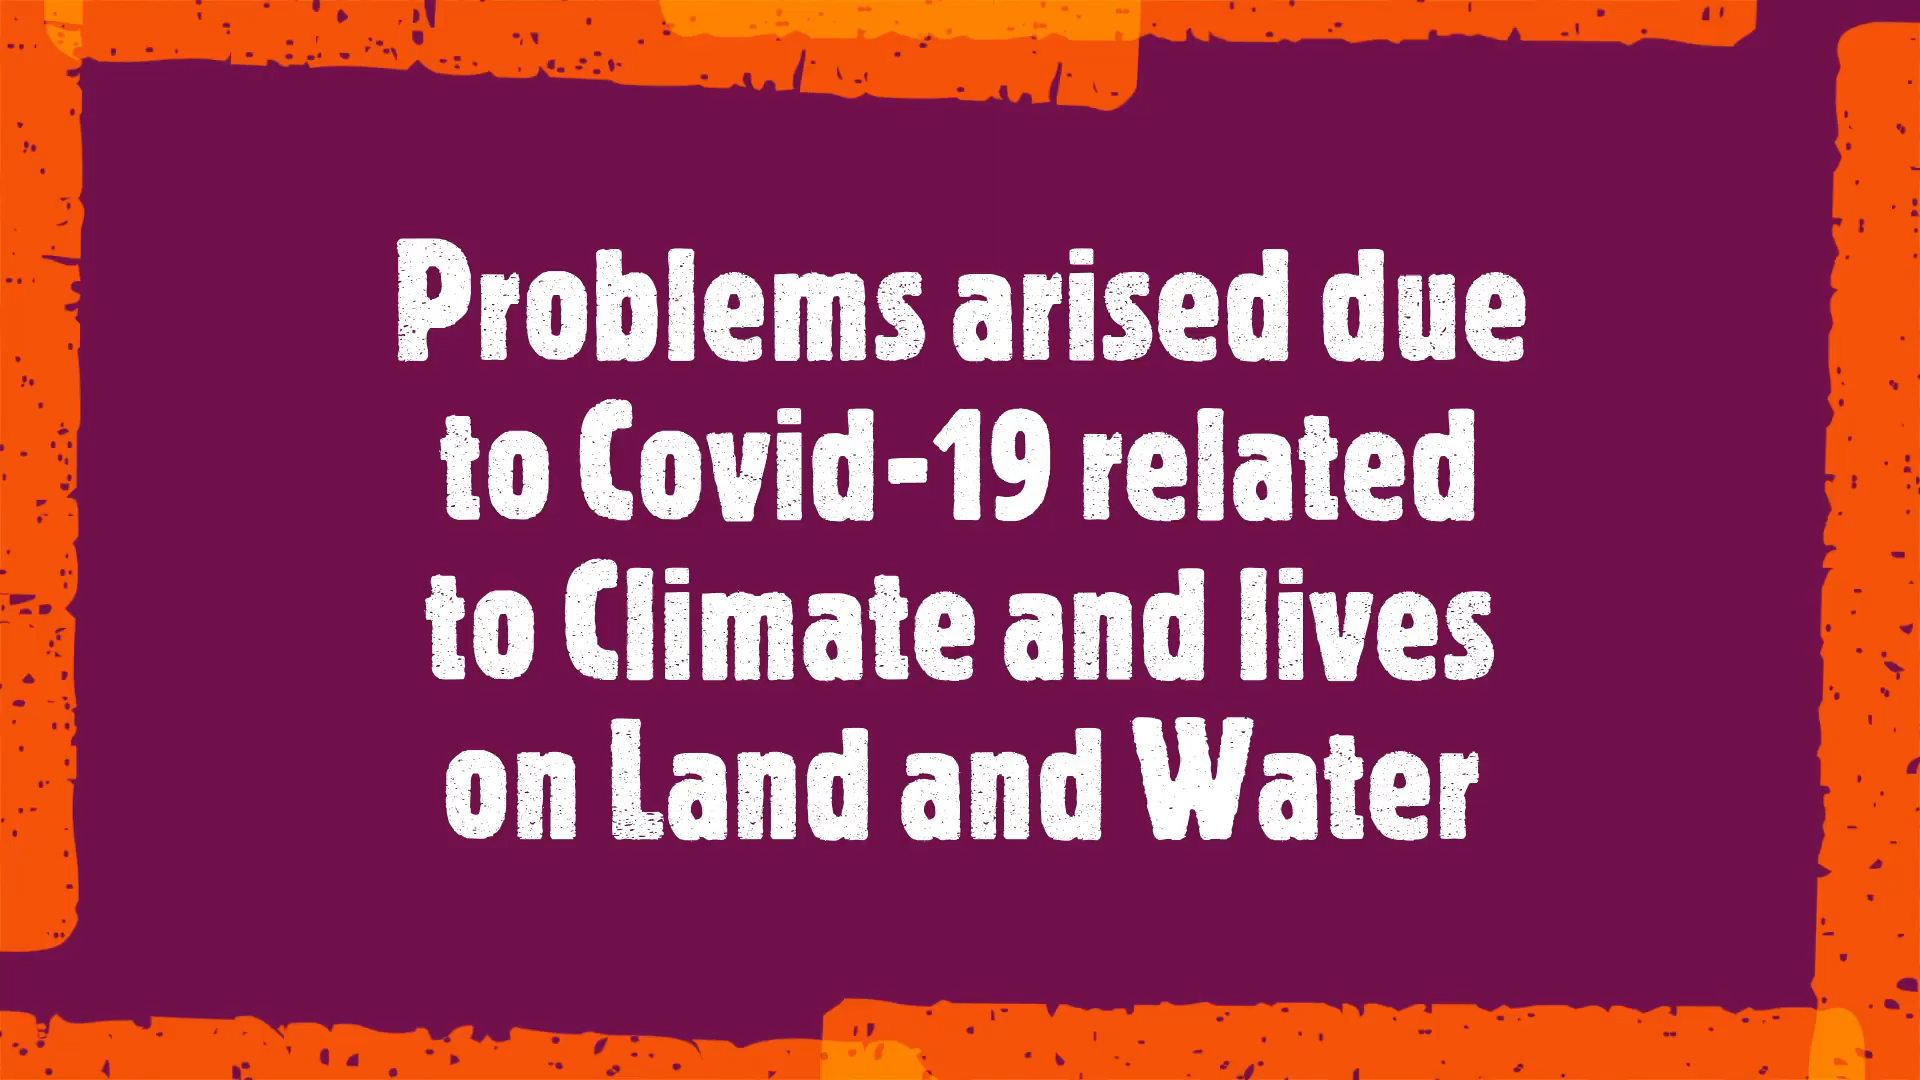 Problems arised due
to Covid-19 related
to Climate and lives
on Land and Water